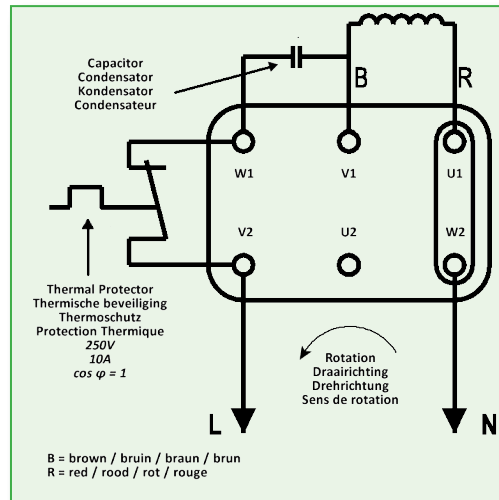 Capacitor
Condensator
Kondensator
Condensateur
B
R
W1
V1
U1
V2
U2
W2
Thermal Protector
Thermische beveiliging
Thermoschutz
Protection Thermique
250V
10A
cos φ = 1
Rotation
Draairichting
Drehrichtung
Sens de rotation
L
N
B = brown / bruin / braun / brun
R = red / rood / rot / rouge